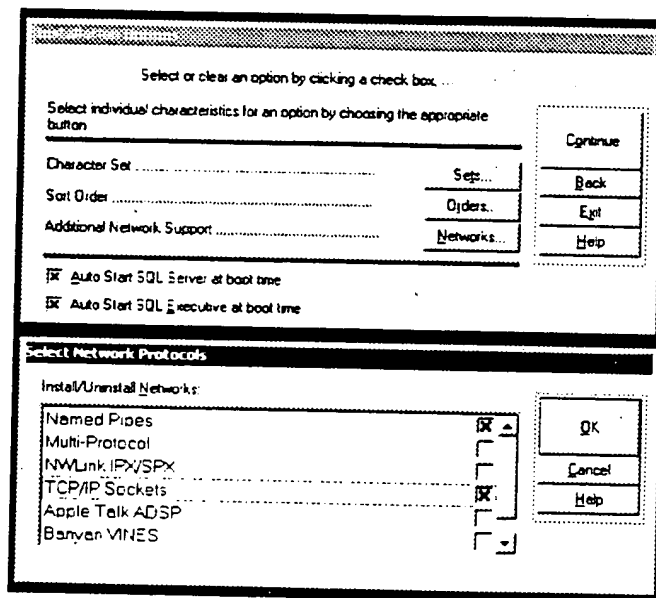 Select or clear an option by clicking a check box, ...
Select individual characteristics for an option by choosing the appropriate
button
Character Set
Sort Order
Additional Network Support
Sets...
Orders..
Networks...
Continue
Back
Exit
Help
Auto Start SQL Server at boot time
Auto Start SQL Executive at boot time
Select Network Protocols
Install/Uninstall Networks:
Named Pipes
Multi-Protocol
NWLink IPX/SPX
TCP/IP Sockets
Apple Talk ADSP
Banyan VINES
OK
Cancel
Help